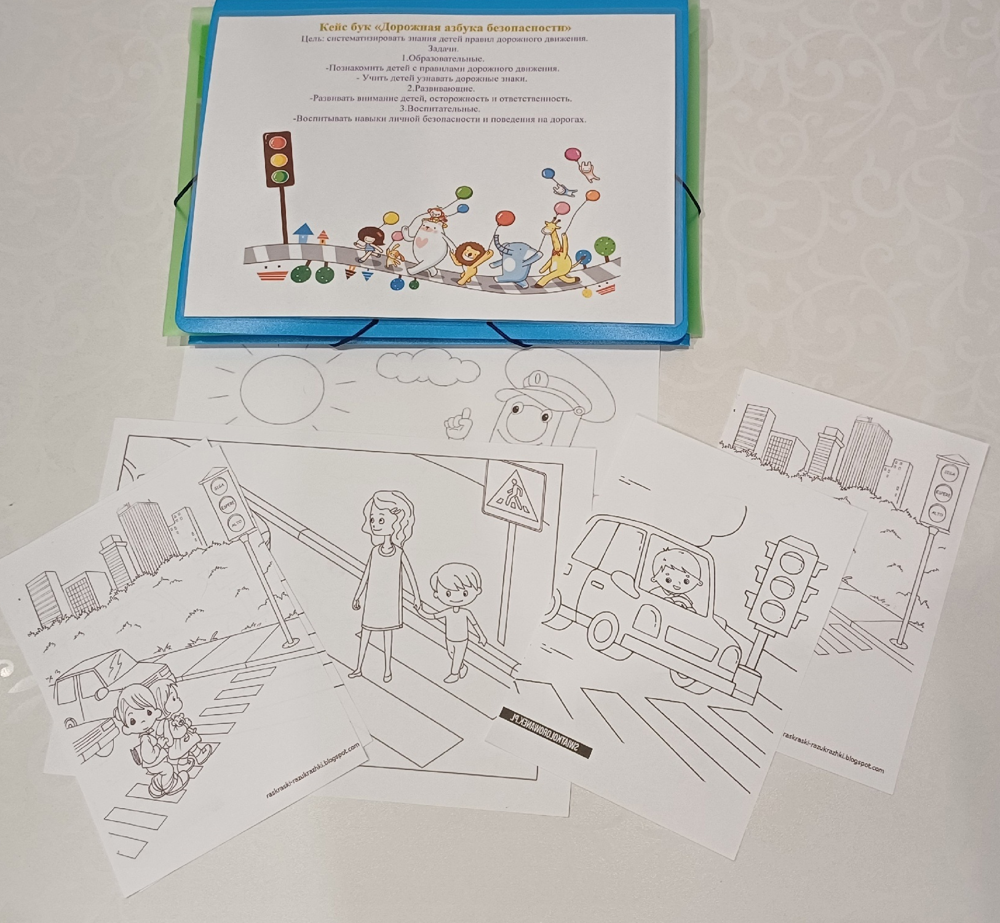 Кейс бук «Дорожная азбука безопасности»
Цель: систематизировать знания детей правил дорожного движения.
Задачи.
1.Образовательные.
-Познакомить детей с правилами дорожного движения.
- Учить детей узнавать дорожные знаки.
2.Развивающие.
-Развивать внимание детей, осторожность и ответственность.
3.Воспитательные.
-Воспитывать навыки личной безопасности и поведения на дорогах.
SIGA
ESPERE
ALTO
raskraski-razukrazhki.blogspot.com
SWIATKOLOROWANEK.PL
SIGA
ESPERE
ALTO
raskraski-razukrazhki.blogspot.com